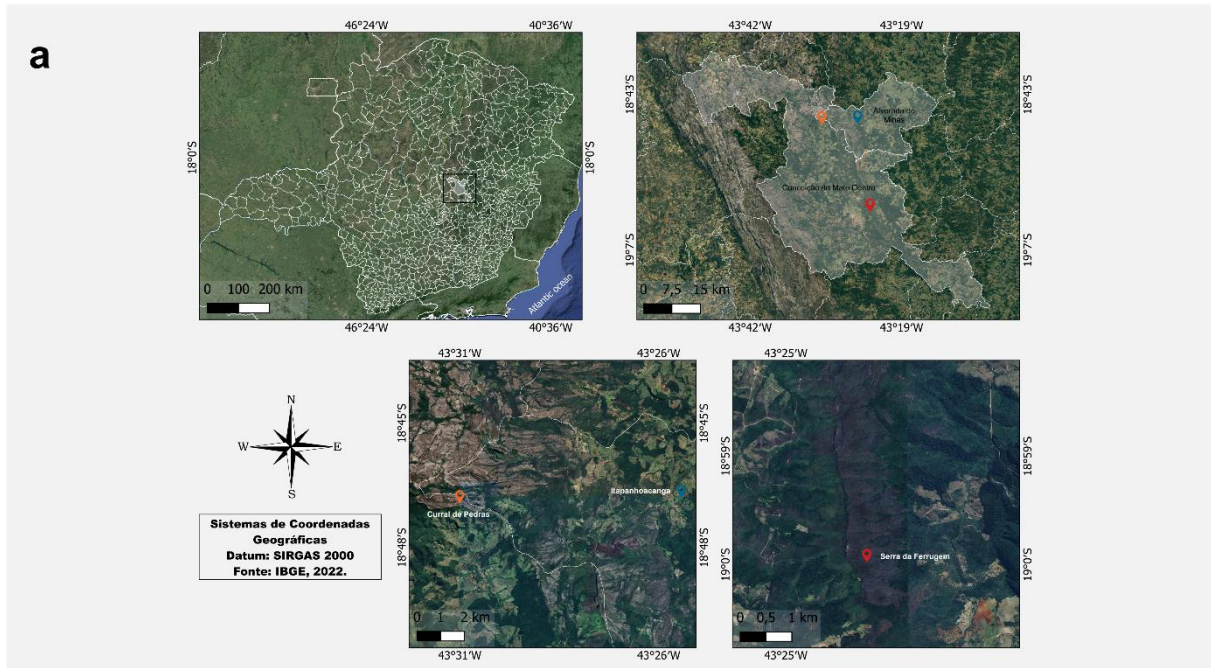 a
46°24'W 40°36'W
18°0'S 18°0'S
0 100 200 km
Atlantic ocean
46°24'W 40°36'W
43°42'W 43°19'W
18°43'S 18°43'S
Alvorada de
Minas
Conceição do Mato Dentro
19°7'S 19°7'S
0 7,5 15 km
43°42'W 43°19'W
N
W E
S
Sistemas de Coordenadas
Geográficas
Datum: SIRGAS 2000
Fonte: IBGE, 2022.
43°31'W 43°26'W
18°45'S 18°45'S
Itapanhoacanga
Curral de Pedras
18°48'S 18°48'S
0 1 2 km
43°31'W 43°26'W
43°25'W
18°59'S 18°59'S
Serra da Ferrugem
19°0'S 19°0'S
0 0,5 1 km
43°25'W